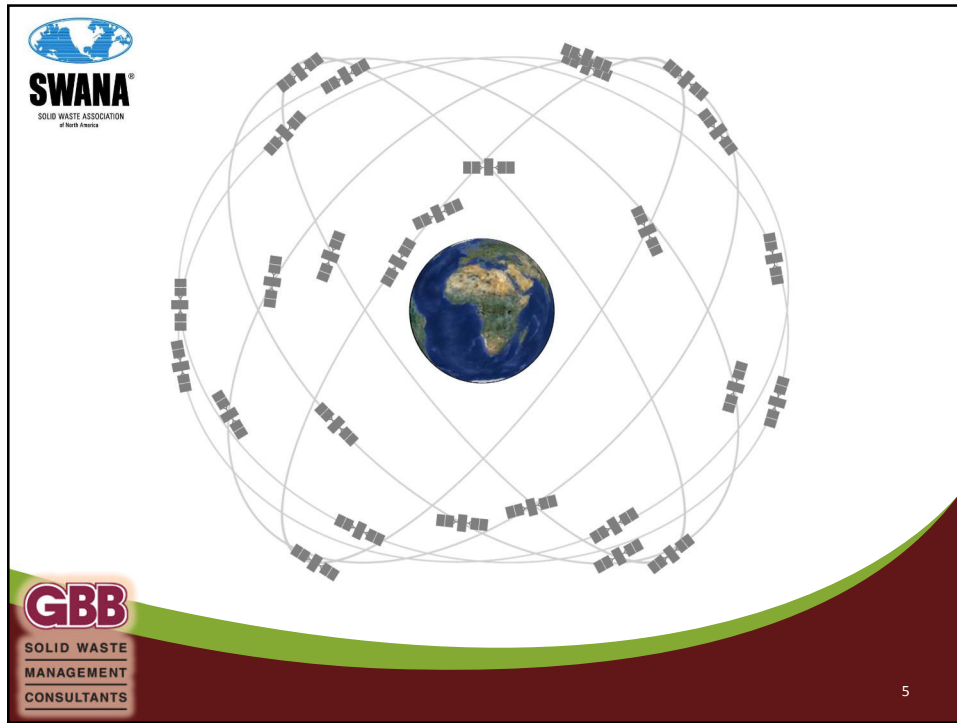 SWANA®
SOLID WASTE ASSOCIATION
of North America
GBB
SOLID WASTE
MANAGEMENT
CONSULTANTS
5